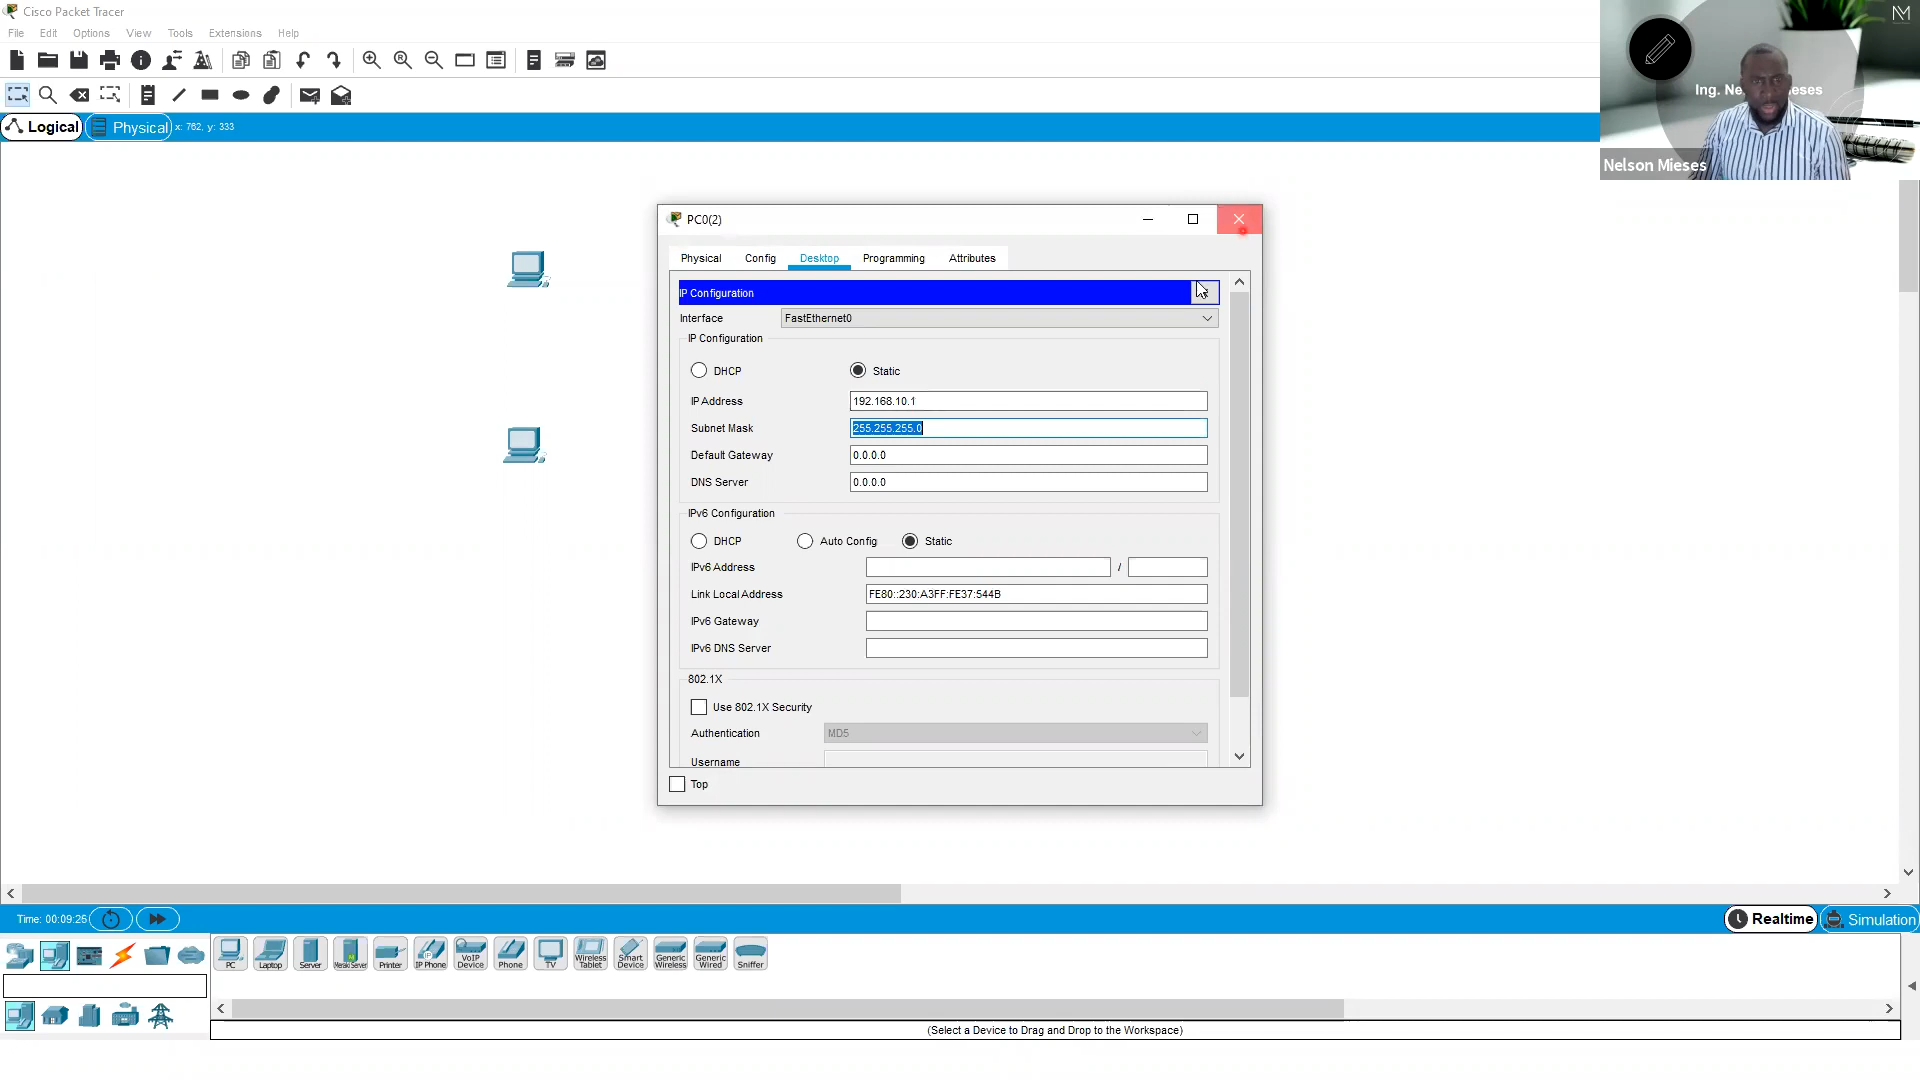 Cisco Packet Tracer
File Edit Options View Tools Extensions Help
Logical Physical x: 762, y: 333
Nelson Mieses
PC0(2)
Physical Config Desktop Programming Attributes
IP Configuration
Interface FastEthernet0
IP Configuration
DHCP Static
IP Address 192.168.10.1
Subnet Mask 255.255.255.0
Default Gateway 0.0.0.0
DNS Server 0.0.0.0
IPv6 Configuration
DHCP Auto Config Static
IPv6 Address /
Link Local Address FE80::230:A3FF:FE37:544B
IPv6 Gateway
IPv6 DNS Server
802.1X
Use 802.1X Security
Authentication MD5
Username
Top
Time: 00:09:25 Realtime Simulation
PC Laptop Server Meraki Server Printer IP Phone VoIP Device Phone TV Wireless Tablet Smart Device Generic Wireless Generic Wired Sniffer
(Select a Device to Drag and Drop to the Workspace)